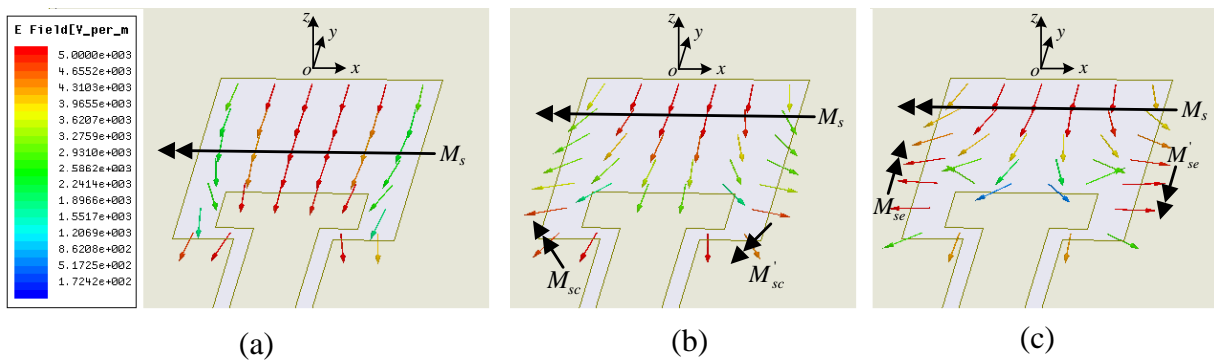 E Field[V_per_m
5.0000e+003
4.6552e+003
4.3103e+003
3.9655e+003
3.6207e+003
3.2759e+003
2.9310e+003
2.5862e+003
2.2414e+003
1.8966e+003
1.5517e+003
1.2069e+003
8.6208e+002
5.1725e+002
1.7242e+002
z
y
o
x
M_s
(a)
z
y
o
x
M_s
M_sc
M'_sc
(b)
z
y
o
x
M_s
M_se
M'_se
(c)